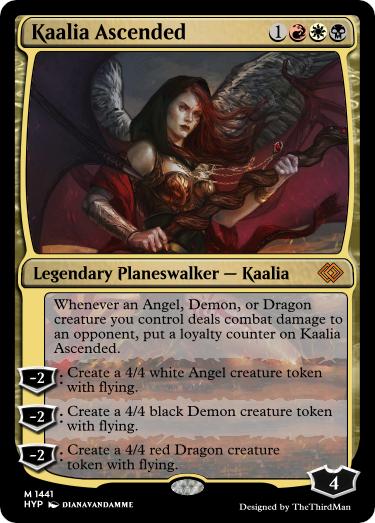 Kaalia Ascended 1
Legendary Planeswalker — Kaalia
Whenever an Angel, Demon, or Dragon
creature you control deals combat damage to
an opponent, put a loyalty counter on Kaalia
Ascended.
-2: Create a 4/4 white Angel creature token
with flying.
-2: Create a 4/4 black Demon creature token
with flying.
-2: Create a 4/4 red Dragon creature
token with flying.
4
M 1441
HYP DIANAVANDAMME
Designed by TheThirdMan